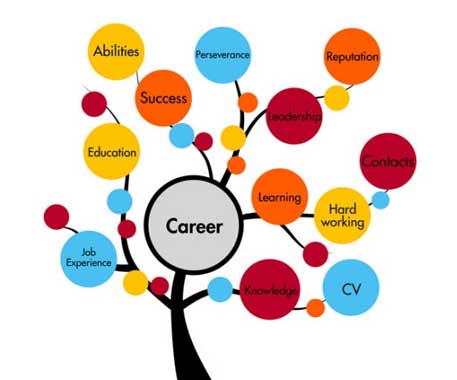 Abilities
Perseverance
Reputation
Success
Leadership
Education
Contacts
Learning
Hard
working
Career
Job
Experience
Knowledge
CV